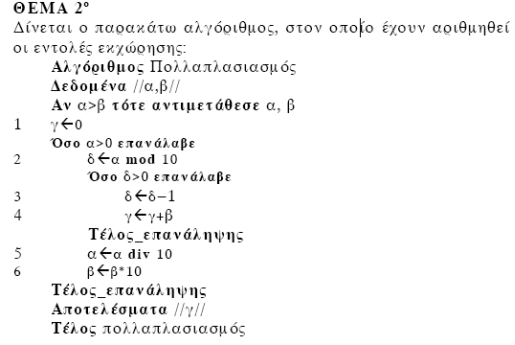 ΘΕΜΑ 2º
Δίνεται ο παρακάτω αλγόριθμος, στον οποίο έχουν αριθμηθεί
οι εντολές εκχώρησης:
Αλγόριθμος Πολλαπλασιασμός
Δεδομένα //α,β//
Αν α>β τότε αντιμετάθεσε α, β
1 γ←0
Όσο α>0 επανάλαβε
2 δ←α mod 10
Όσο δ>0 επανάλαβε
3 δ←δ−1
4 γ←γ+β
Τέλος_επανάληψης
5 α←α div 10
6 β←β*10
Τέλος_επανάληψης
Αποτελέσματα //γ//
Τέλος πολλαπλασιασμός